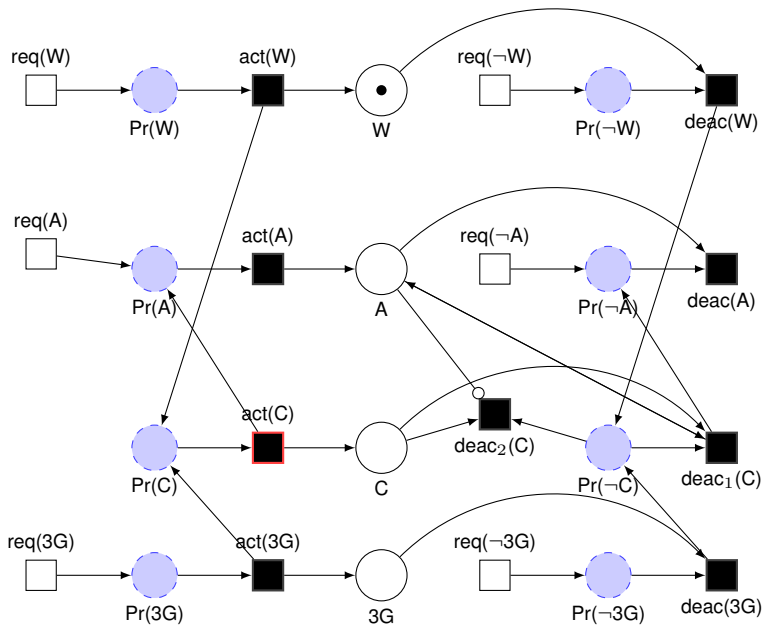 req(W)
act(W)
req(¬W)
Pr(W)
W
Pr(¬W)
deac(W)
req(A)
act(A)
req(¬A)
Pr(A)
A
Pr(¬A)
deac(A)
act(C)
deac₂(C)
Pr(C)
C
Pr(¬C)
deac₁(C)
req(3G)
act(3G)
req(¬3G)
Pr(3G)
3G
Pr(¬3G)
deac(3G)